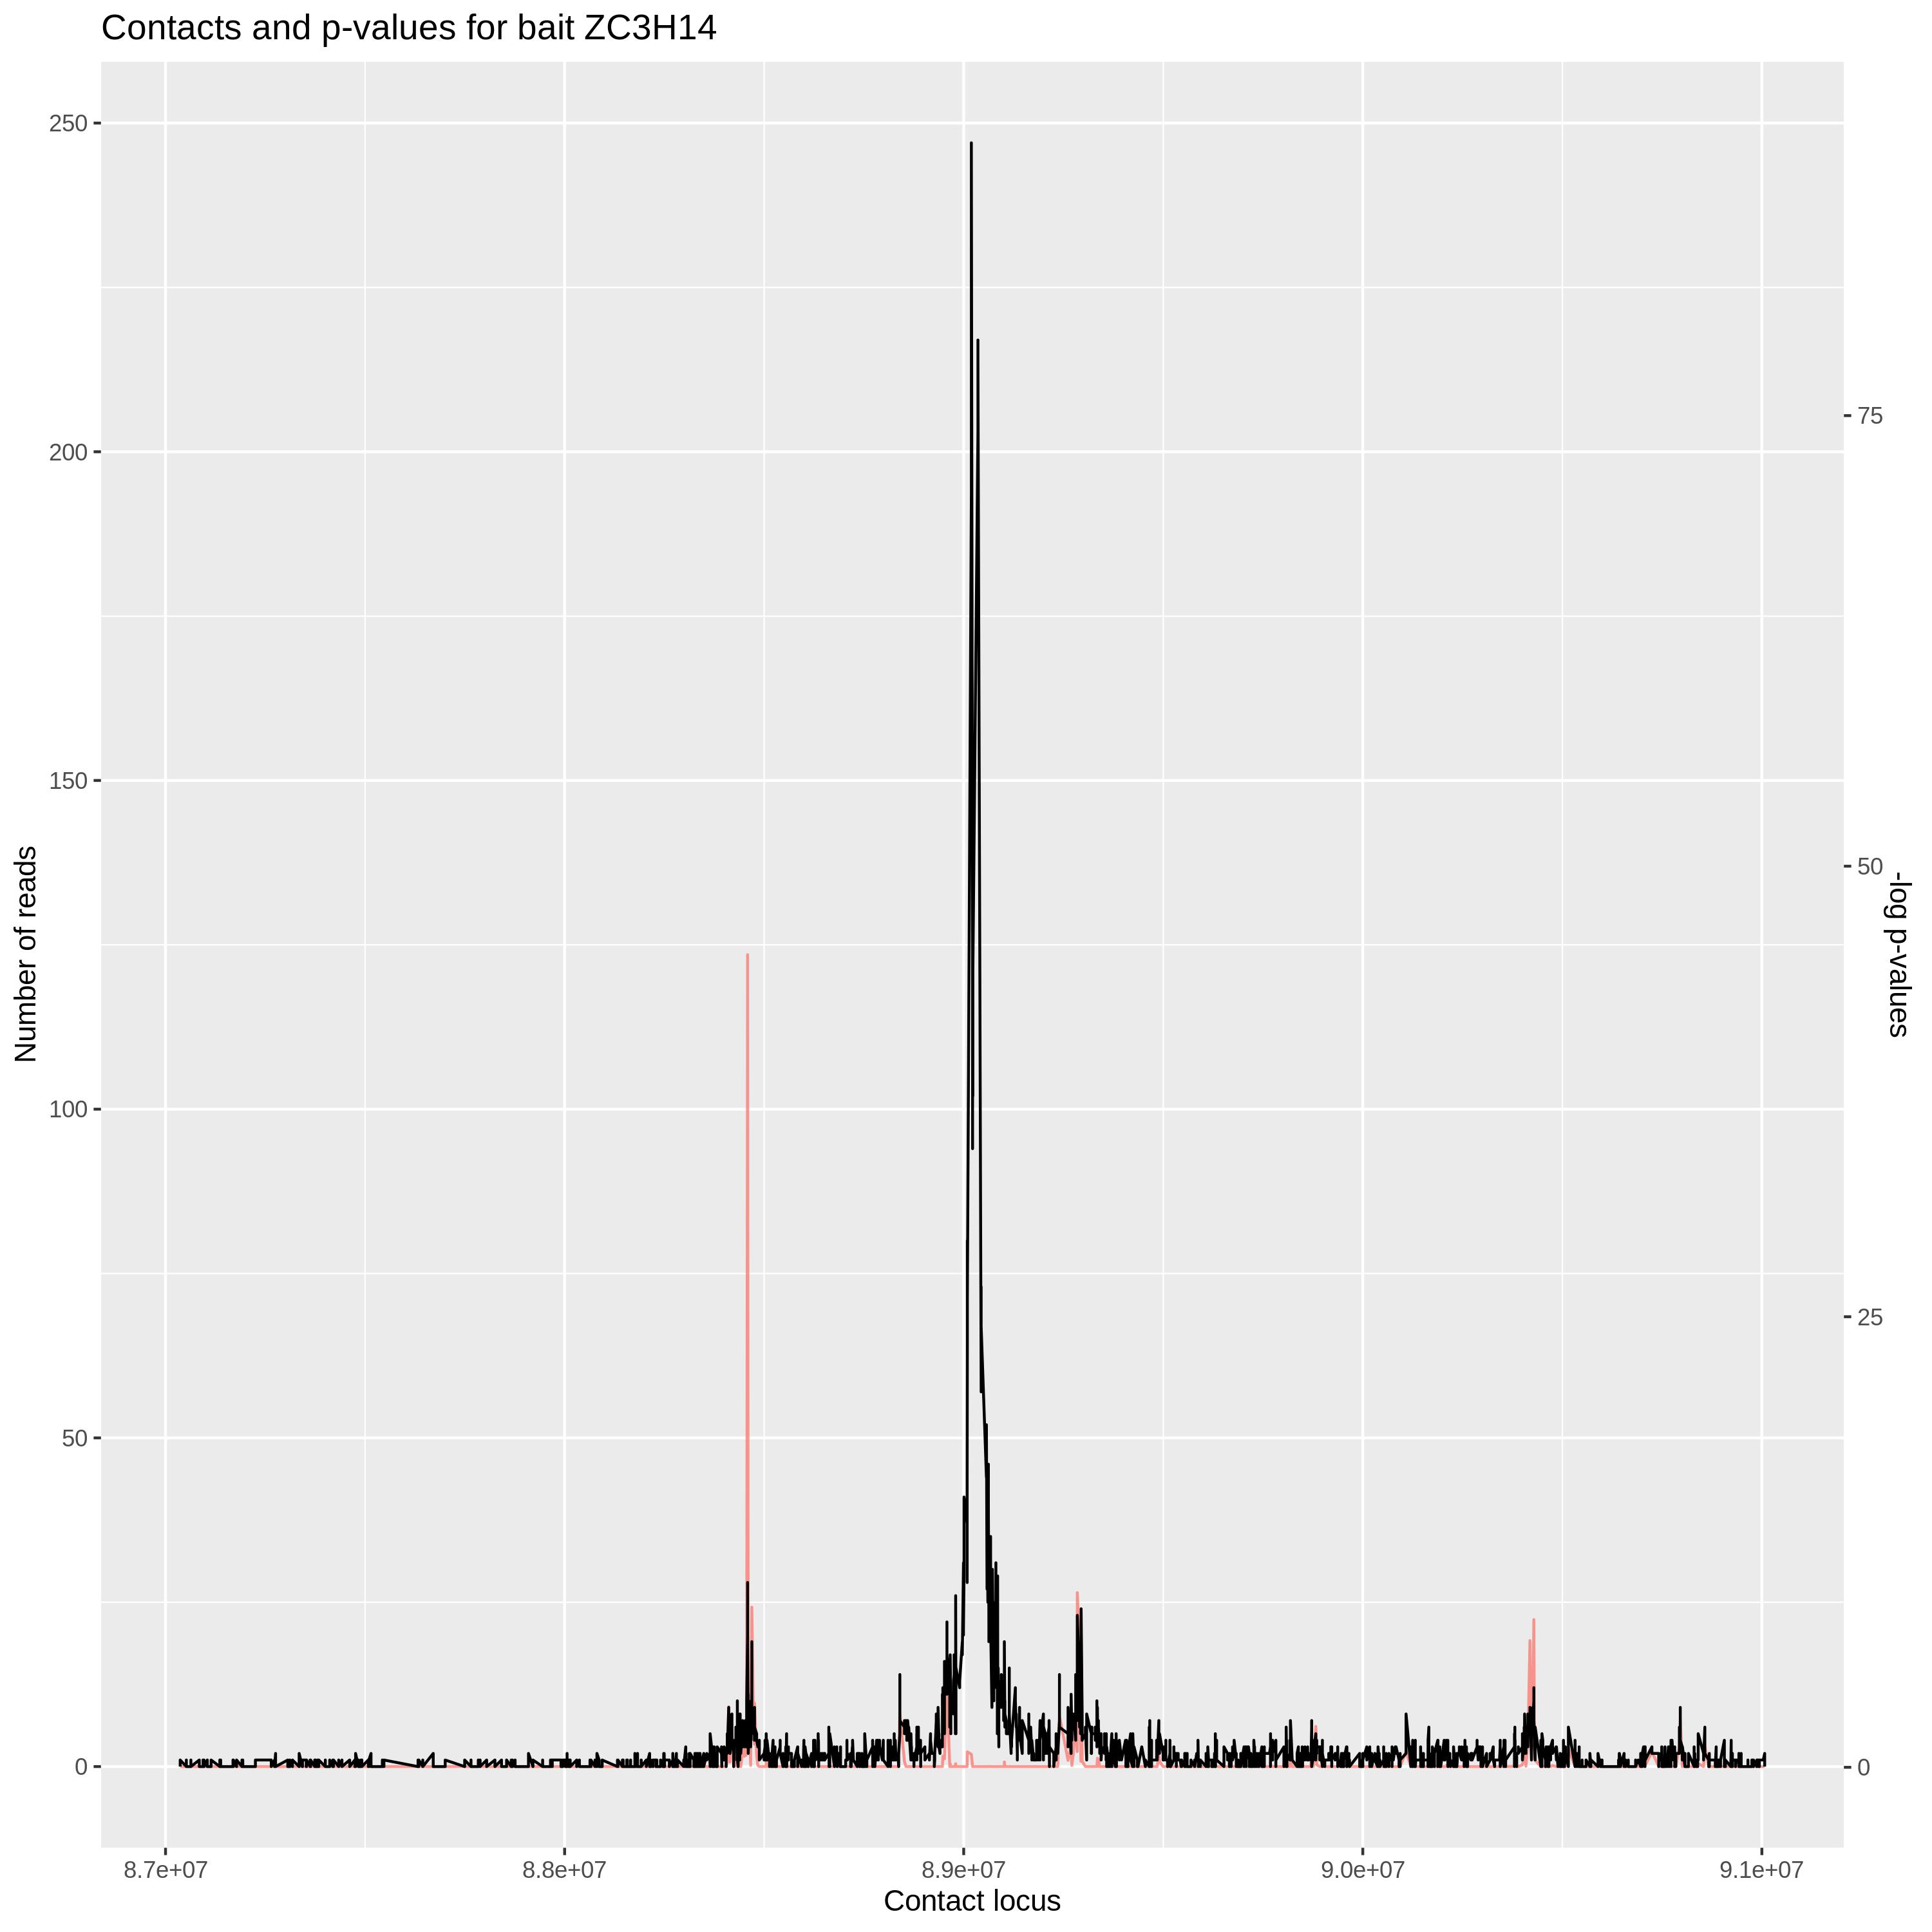 Contacts and p-values for bait ZC3H14
250
200
150
100
50
0
Number of reads
75
50
25
0
-log p-values
8.7e+07
8.8e+07
8.9e+07
9.0e+07
9.1e+07
Contact locus